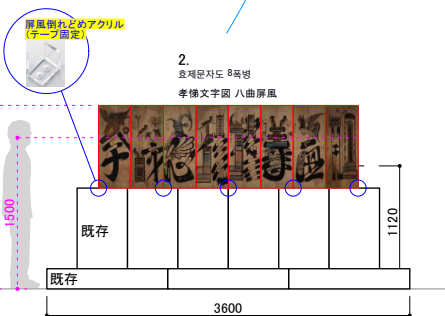 屏風倒れどめアクリル
(テープ固定)
2.
효제문자도 8폭병
孝悌文字図 八曲屏風
1500
既存
1120
既存
3600